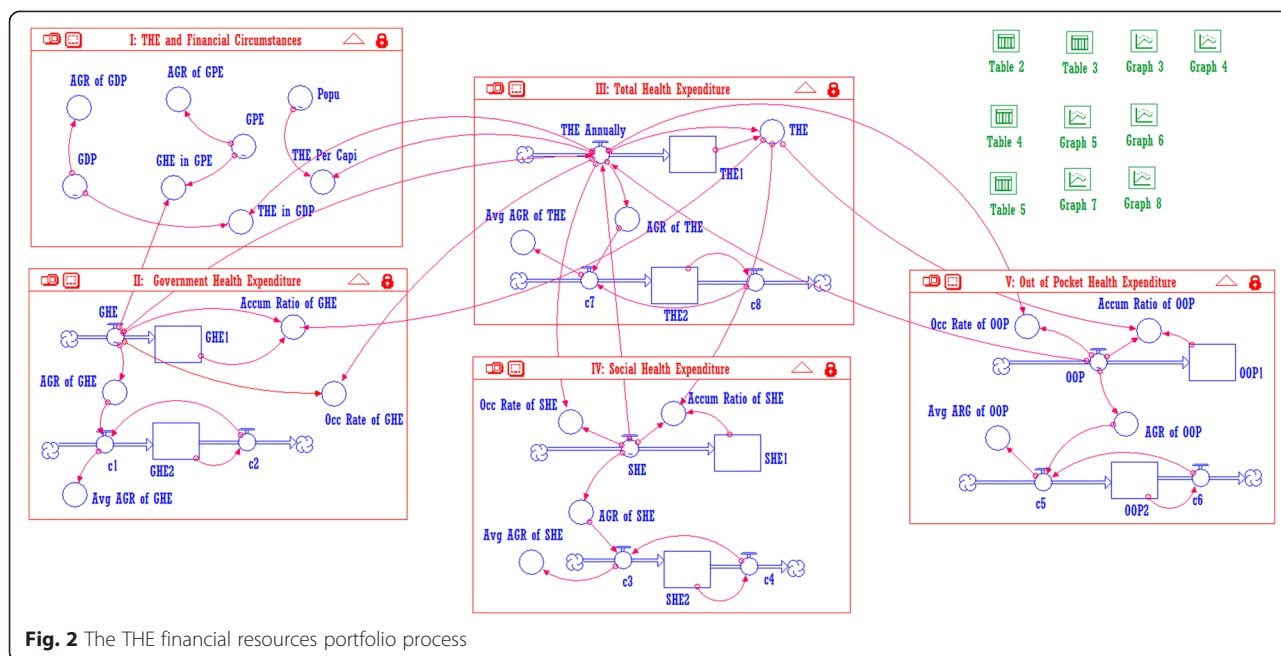 I: THE and Financial Circumstances
AGR of GDP
AGR of GPE
Popu
GPE
GDP
GHE in GPE
THE Per Capi
THE in GDP
II: Government Health Expenditure
GHE
Accum Ratio of GHE
GHE1
AGR of GHE
Occ Rate of GHE
c1
GHE2
c2
Avg AGR of GHE
III: Total Health Expenditure
THE Annually
THE
THE1
Avg AGR of THE
AGR of THE
c7
THE2
c8
IV: Social Health Expenditure
Occ Rate of SHE
Accum Ratio of SHE
SHE
SHE1
AGR of SHE
Avg AGR of SHE
c3
SHE2
c4
Table 2
Table 3
Graph 3
Graph 4
Table 4
Graph 5
Graph 6
Table 5
Graph 7
Graph 8
V: Out of Pocket Health Expenditure
Accum Ratio of OOP
Occ Rate of OOP
OOP
OOP1
Avg ARG of OOP
AGR of OOP
c5
OOP2
c6
Fig. 2 The THE financial resources portfolio process